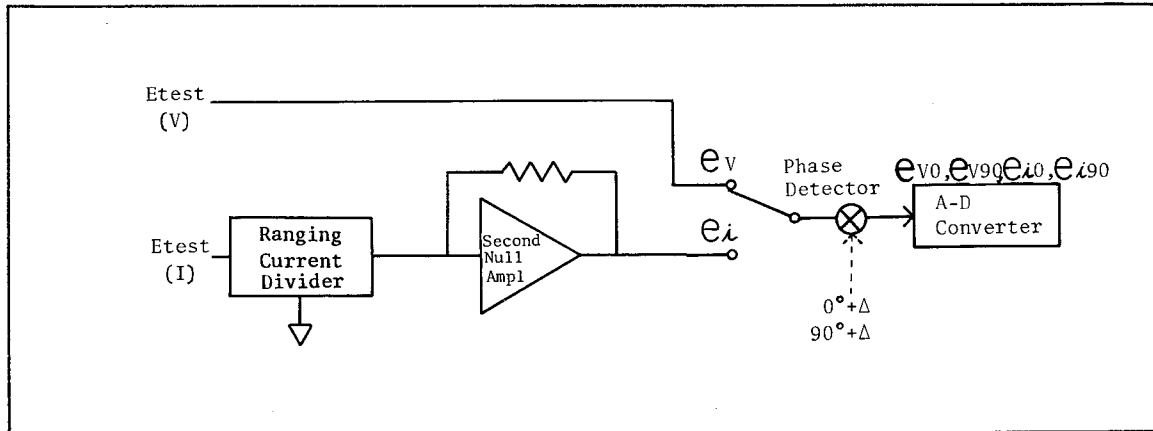 Etest
(V)
Etest
(I)
Ranging
Current
Divider
Second
Null
Ampl
ev
ei
Phase
Detector
0°+Δ
90°+Δ
ev0,ev90,ei0,ei90
A-D
Converter